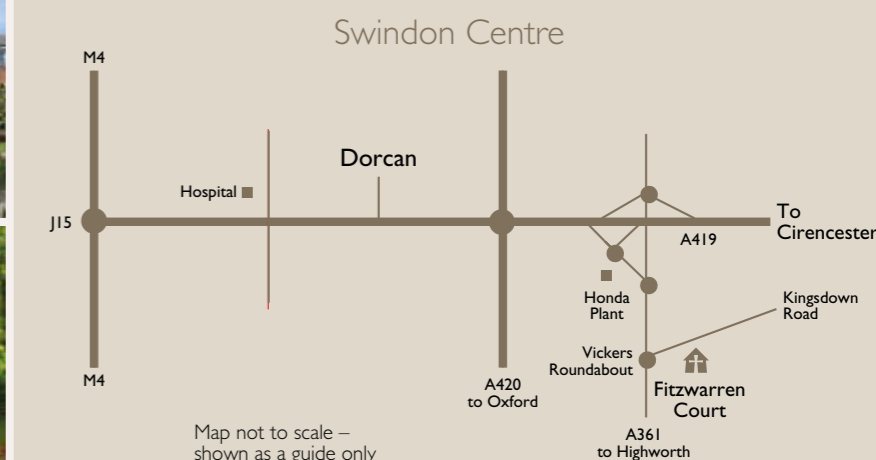 Swindon Centre
M4
Dorcan
Hospital
J15
To
Cirencester
A419
Honda
Plant
Kingsdown
Road
Vickers
Roundabout
M4
A420
to Oxford
Fitzwarren
Court
A361
to Highworth
Map not to scale –
shown as a guide only